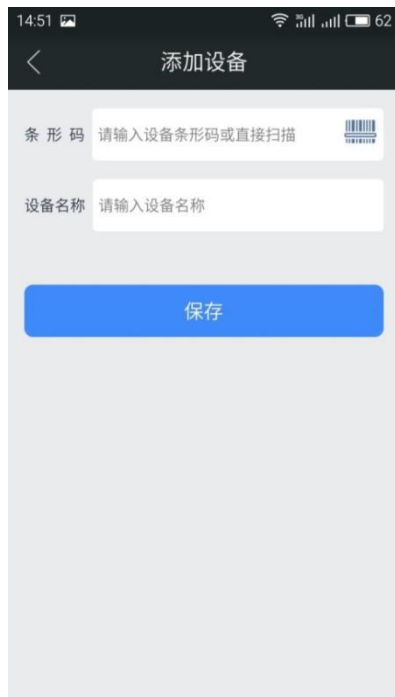 14:51 62
添加设备
条 形 码 请输入设备条形码或直接扫描
设备名称 请输入设备名称
保存